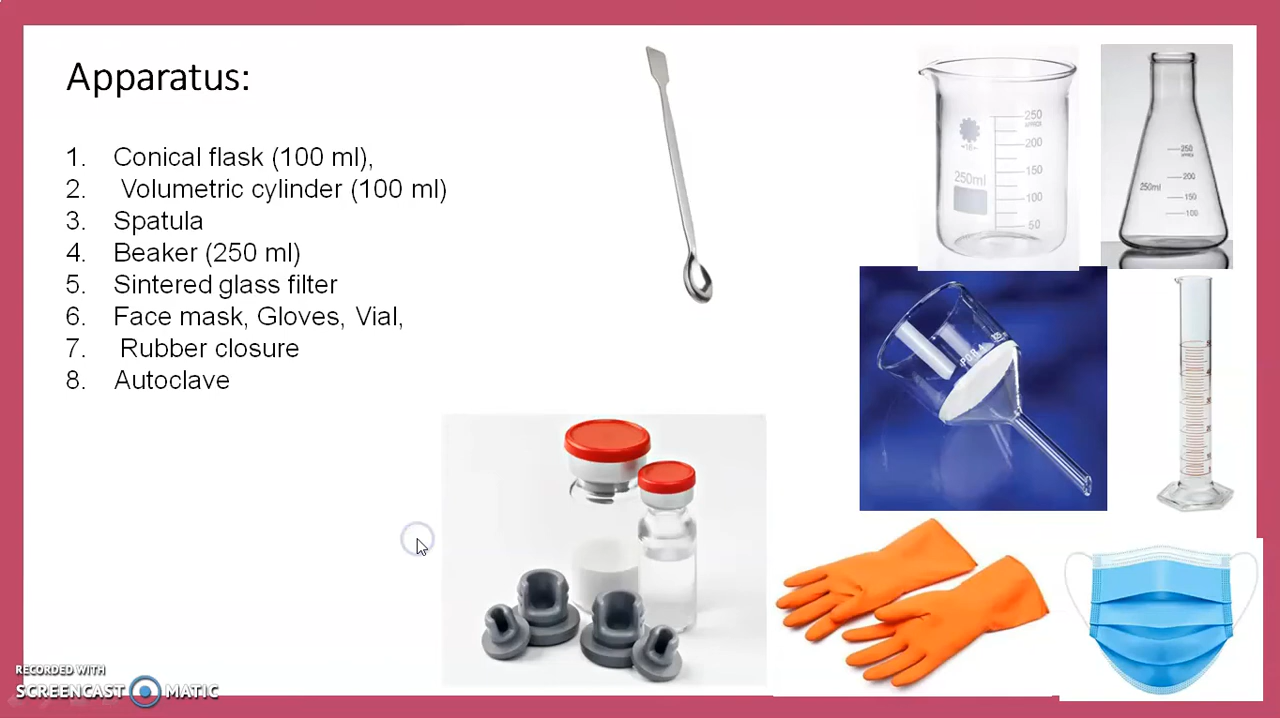 Apparatus:
1. Conical flask (100 ml),
2. Volumetric cylinder (100 ml)
3. Spatula
4. Beaker (250 ml)
5. Sintered glass filter
6. Face mask, Gloves, Vial,
7. Rubber closure
8. Autoclave
250
APPROX
200
150
250ml
100
50
250
APPROX
200
250ml
150
100
RECORDED WITH
SCREENCAST MATIC